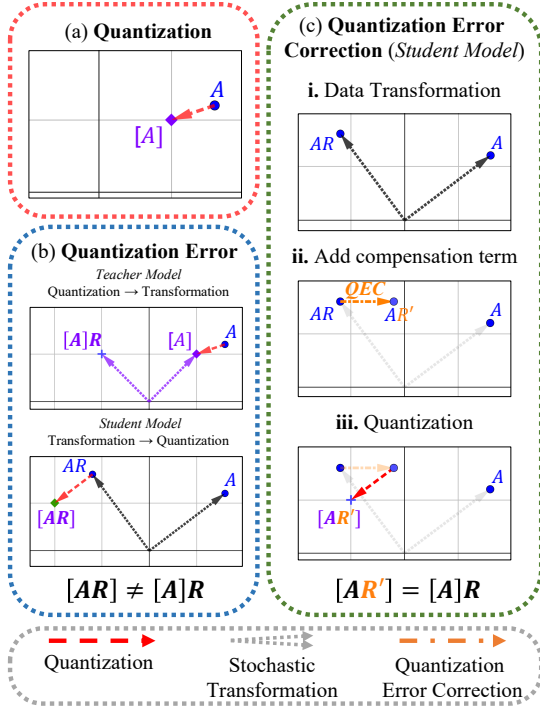 (a) Quantization
A
[A]
(b) Quantization Error
Teacher Model
Quantization → Transformation
[A]R
[A]
A
Student Model
Transformation → Quantization
AR
A
[AR]
[AR] ≠ [A]R
(c) Quantization Error
Correction (Student Model)
i. Data Transformation
AR
A
ii. Add compensation term
QEC
AR
AR'
A
iii. Quantization
A
[AR']
[AR'] = [A]R
Quantization
Stochastic
Transformation
Quantization
Error Correction